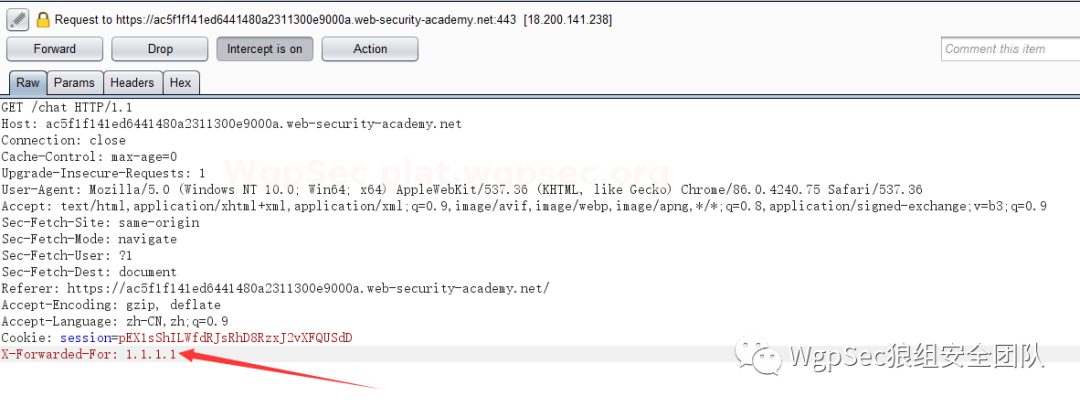 Request to https://ac5f1f141ed6441480a2311300e9000a.web-security-academy.net:443 [18.200.141.238]
Forward Drop Intercept is on Action Comment this item
Raw Params Headers Hex
GET /chat HTTP/1.1
Host: ac5f1f141ed6441480a2311300e9000a.web-security-academy.net
Connection: close
Cache-Control: max-age=0
Upgrade-Insecure-Requests: 1
WgpSec plat.wgpsec.org
User-Agent: Mozilla/5.0 (Windows NT 10.0; Win64; x64) AppleWebKit/537.36 (KHTML, like Gecko) Chrome/86.0.4240.75 Safari/537.36
Accept: text/html,application/xhtml+xml,application/xml;q=0.9,image/avif,image/webp,image/apng,*/*;q=0.8,application/signed-exchange;v=b3;q=0.9
Sec-Fetch-Site: same-origin
Sec-Fetch-Mode: navigate
Sec-Fetch-User: ?1
Sec-Fetch-Dest: document
Referer: https://ac5f1f141ed6441480a2311300e9000a.web-security-academy.net/
Accept-Encoding: gzip, deflate
Accept-Language: zh-CN,zh;q=0.9
Cookie: session=pEX1sShILWfdRJsRhD8RzxJ2vXFQUSdD
X-Forwarded-For: 1.1.1.1
WgpSec狼组安全团队